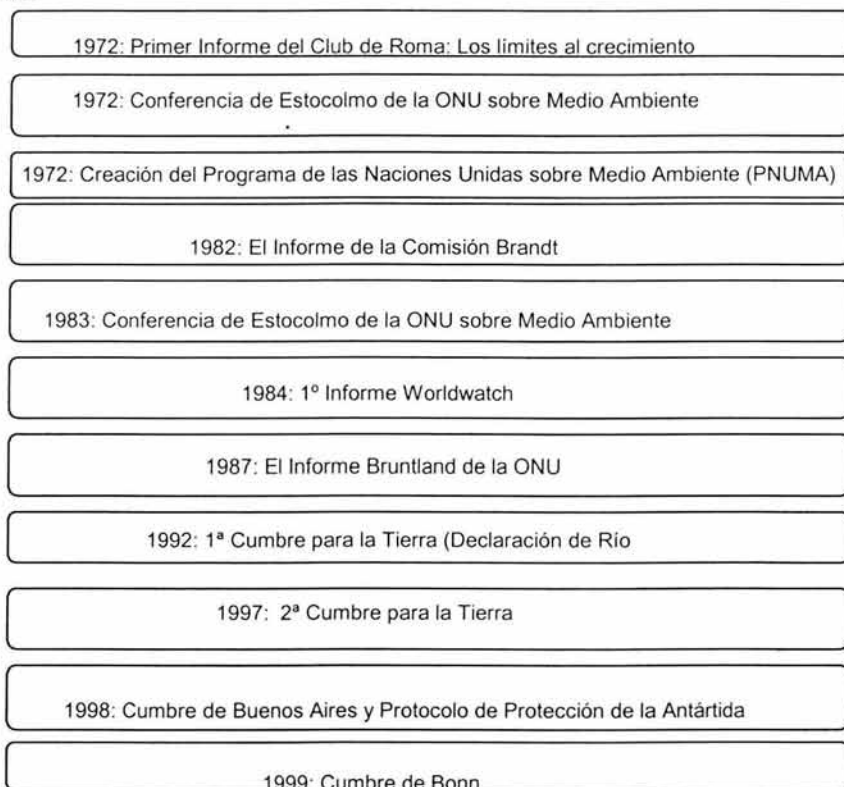 1972: Primer Informe del Club de Roma: Los límites al crecimiento
1972: Conferencia de Estocolmo de la ONU sobre Medio Ambiente
1972: Creación del Programa de las Naciones Unidas sobre Medio Ambiente (PNUMA)
1982: El Informe de la Comisión Brandt
1983: Conferencia de Estocolmo de la ONU sobre Medio Ambiente
1984: 1º Informe Worldwatch
1987: El Informe Bruntland de la ONU
1992: 1ª Cumbre para la Tierra (Declaración de Río
1997: 2ª Cumbre para la Tierra
1998: Cumbre de Buenos Aires y Protocolo de Protección de la Antártida
1999: Cumbre de Bonn